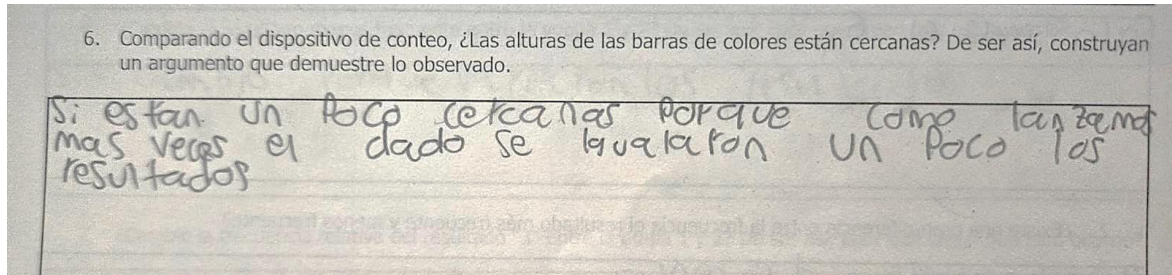 6. Comparando el dispositivo de conteo, ¿Las alturas de las barras de colores están cercanas? De ser así, construyan
un argumento que demuestre lo observado.
Si estan un Poco cercanas Porque como lanzamos
mas veces el dado se igualaron un Poco los
resultados